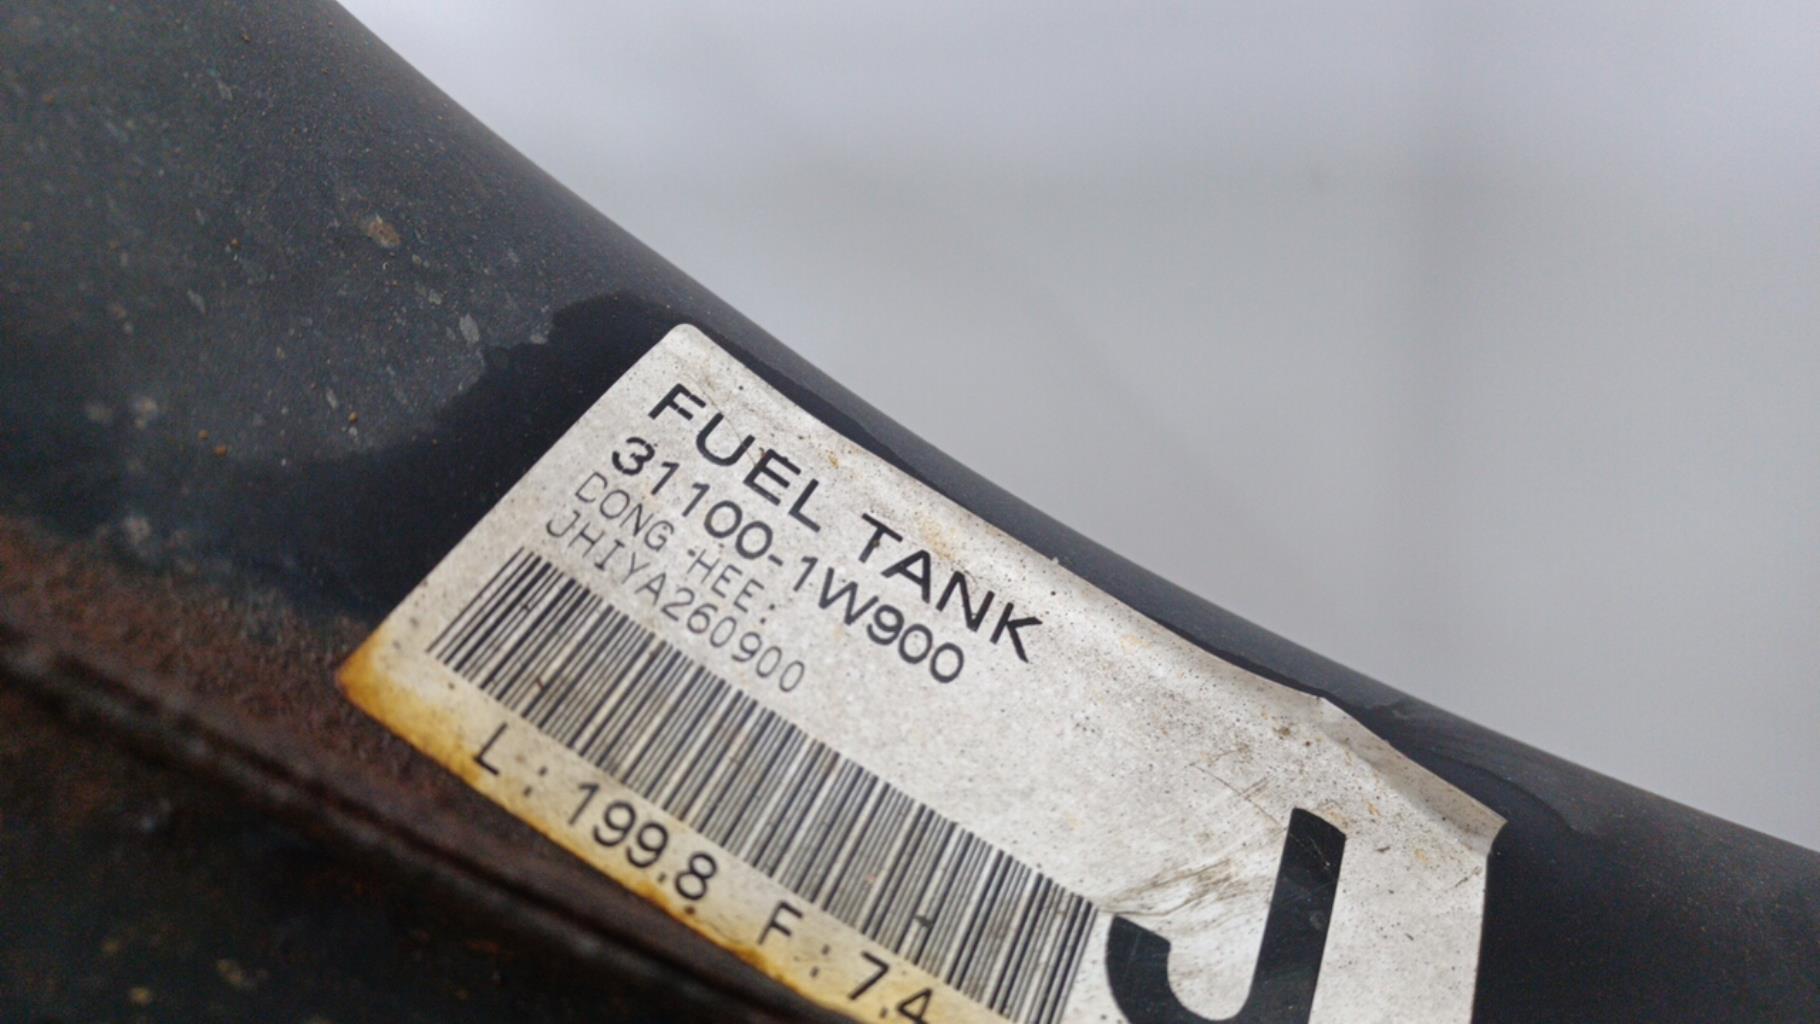 FUEL TANK
31100-1W900
DONG HEE.
JHIYA260900
L : 199.8 F : 7.4
J